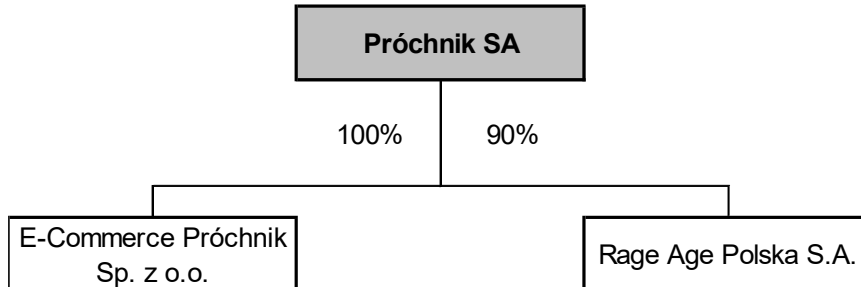 Próchnik SA
100% 90%
E-Commerce Próchnik
Sp. z o.o.
Rage Age Polska S.A.